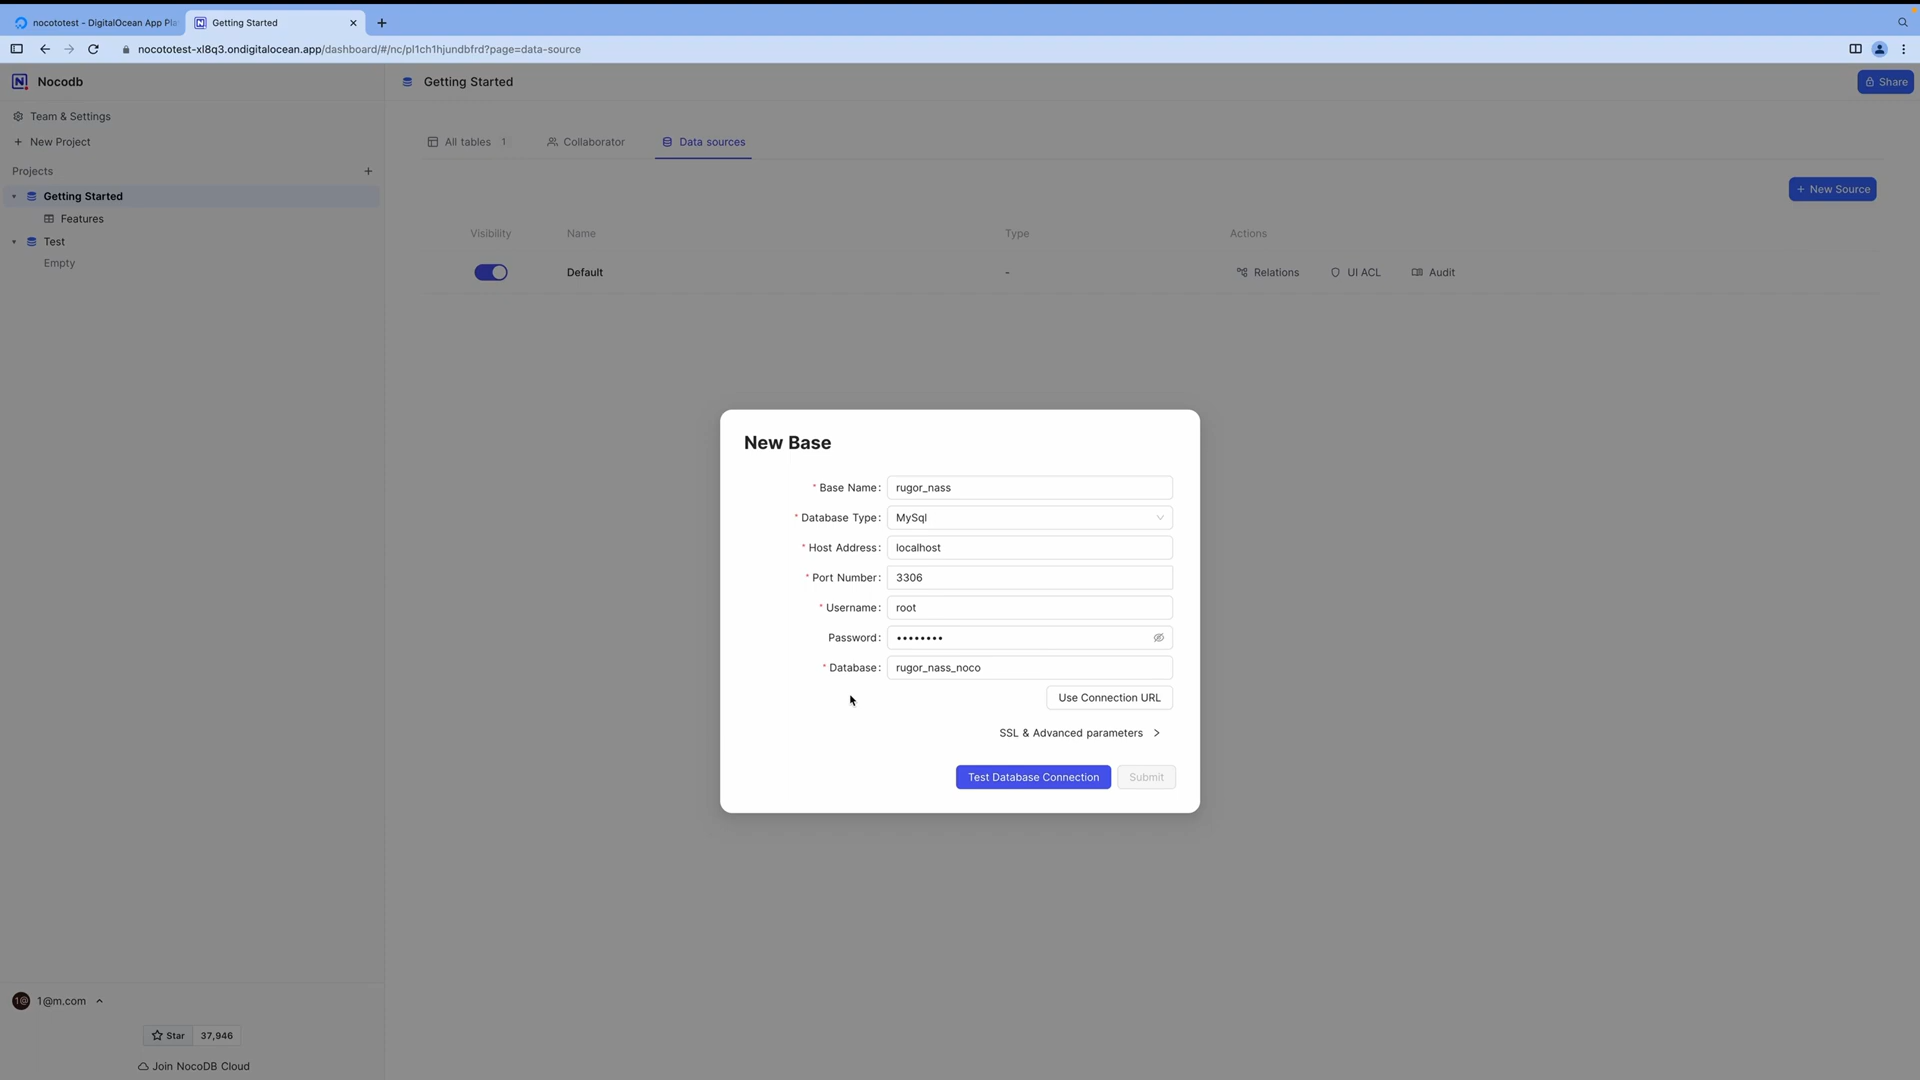 nocototest - DigitalOcean App Pla
Getting Started
nocototest-xl8q3.ondigitalocean.app/dashboard/#/nc/pl1ch1hjundbfrd?page=data-source
Nocodb
Getting Started
Share
Team & Settings
New Project
All tables 1
Collaborator
Data sources
Projects
New Source
Getting Started
Features
Test
Empty
Visibility
Name
Type
Actions
Default
-
Relations
UI ACL
Audit
New Base
* Base Name: rugor_nass
* Database Type: MySql
* Host Address: localhost
* Port Number: 3306
* Username: root
Password: ••••••••
* Database: rugor_nass_noco
Use Connection URL
SSL & Advanced parameters
Test Database Connection
Submit
1@ 1@m.com
Star 37,946
Join NocoDB Cloud